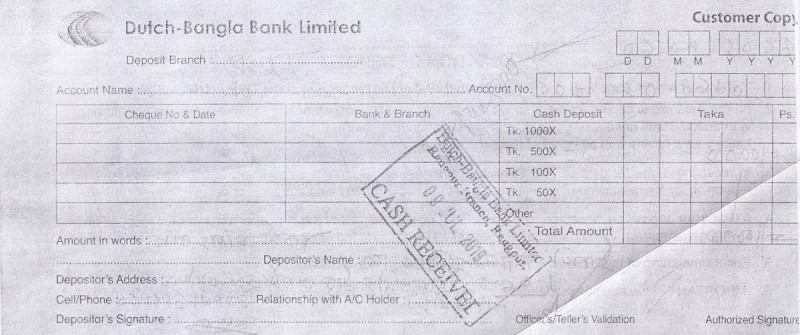 Customer Copy
Dutch-Bangla Bank Limited
Deposit Branch :
D D M M Y Y Y Y
Account Name :
Account No.
Cheque No & Date Bank & Branch Cash Deposit Taka Ps.
Tk. 1000X
Tk. 500X
Tk. 100X
Tk. 50X
Other
Total Amount
Dutch-Bangla Bank Limited
Rangpur Branch, Rangpur.
09 JUL 2019
CASH RECEIVED
Amount in words :
Depositor's Name :
Depositor's Address :
Cell/Phone : Relationship with A/C Holder :
Depositor's Signature : Officer's/Teller's Validation Authorized Signature